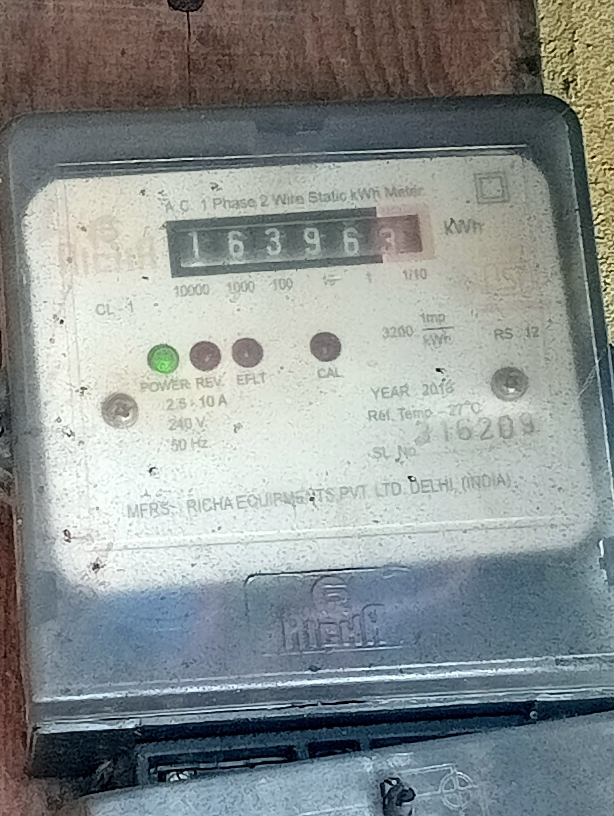 A.C. 1 Phase 2 Wire Static kWh Meter
RICHA
163963 kWh
10000 1000 100 1 1/10
CL-1
3200 Imp/kWh
RS. 12
POWER REV. EFLT CAL
2.5 - 10 A
240 V
50 Hz
YEAR 2016
Ref. Temp. -27°C
SL.No. 316209
MFRS.: RICHA EQUIPMENTS PVT. LTD. DELHI, (INDIA)
RICHA